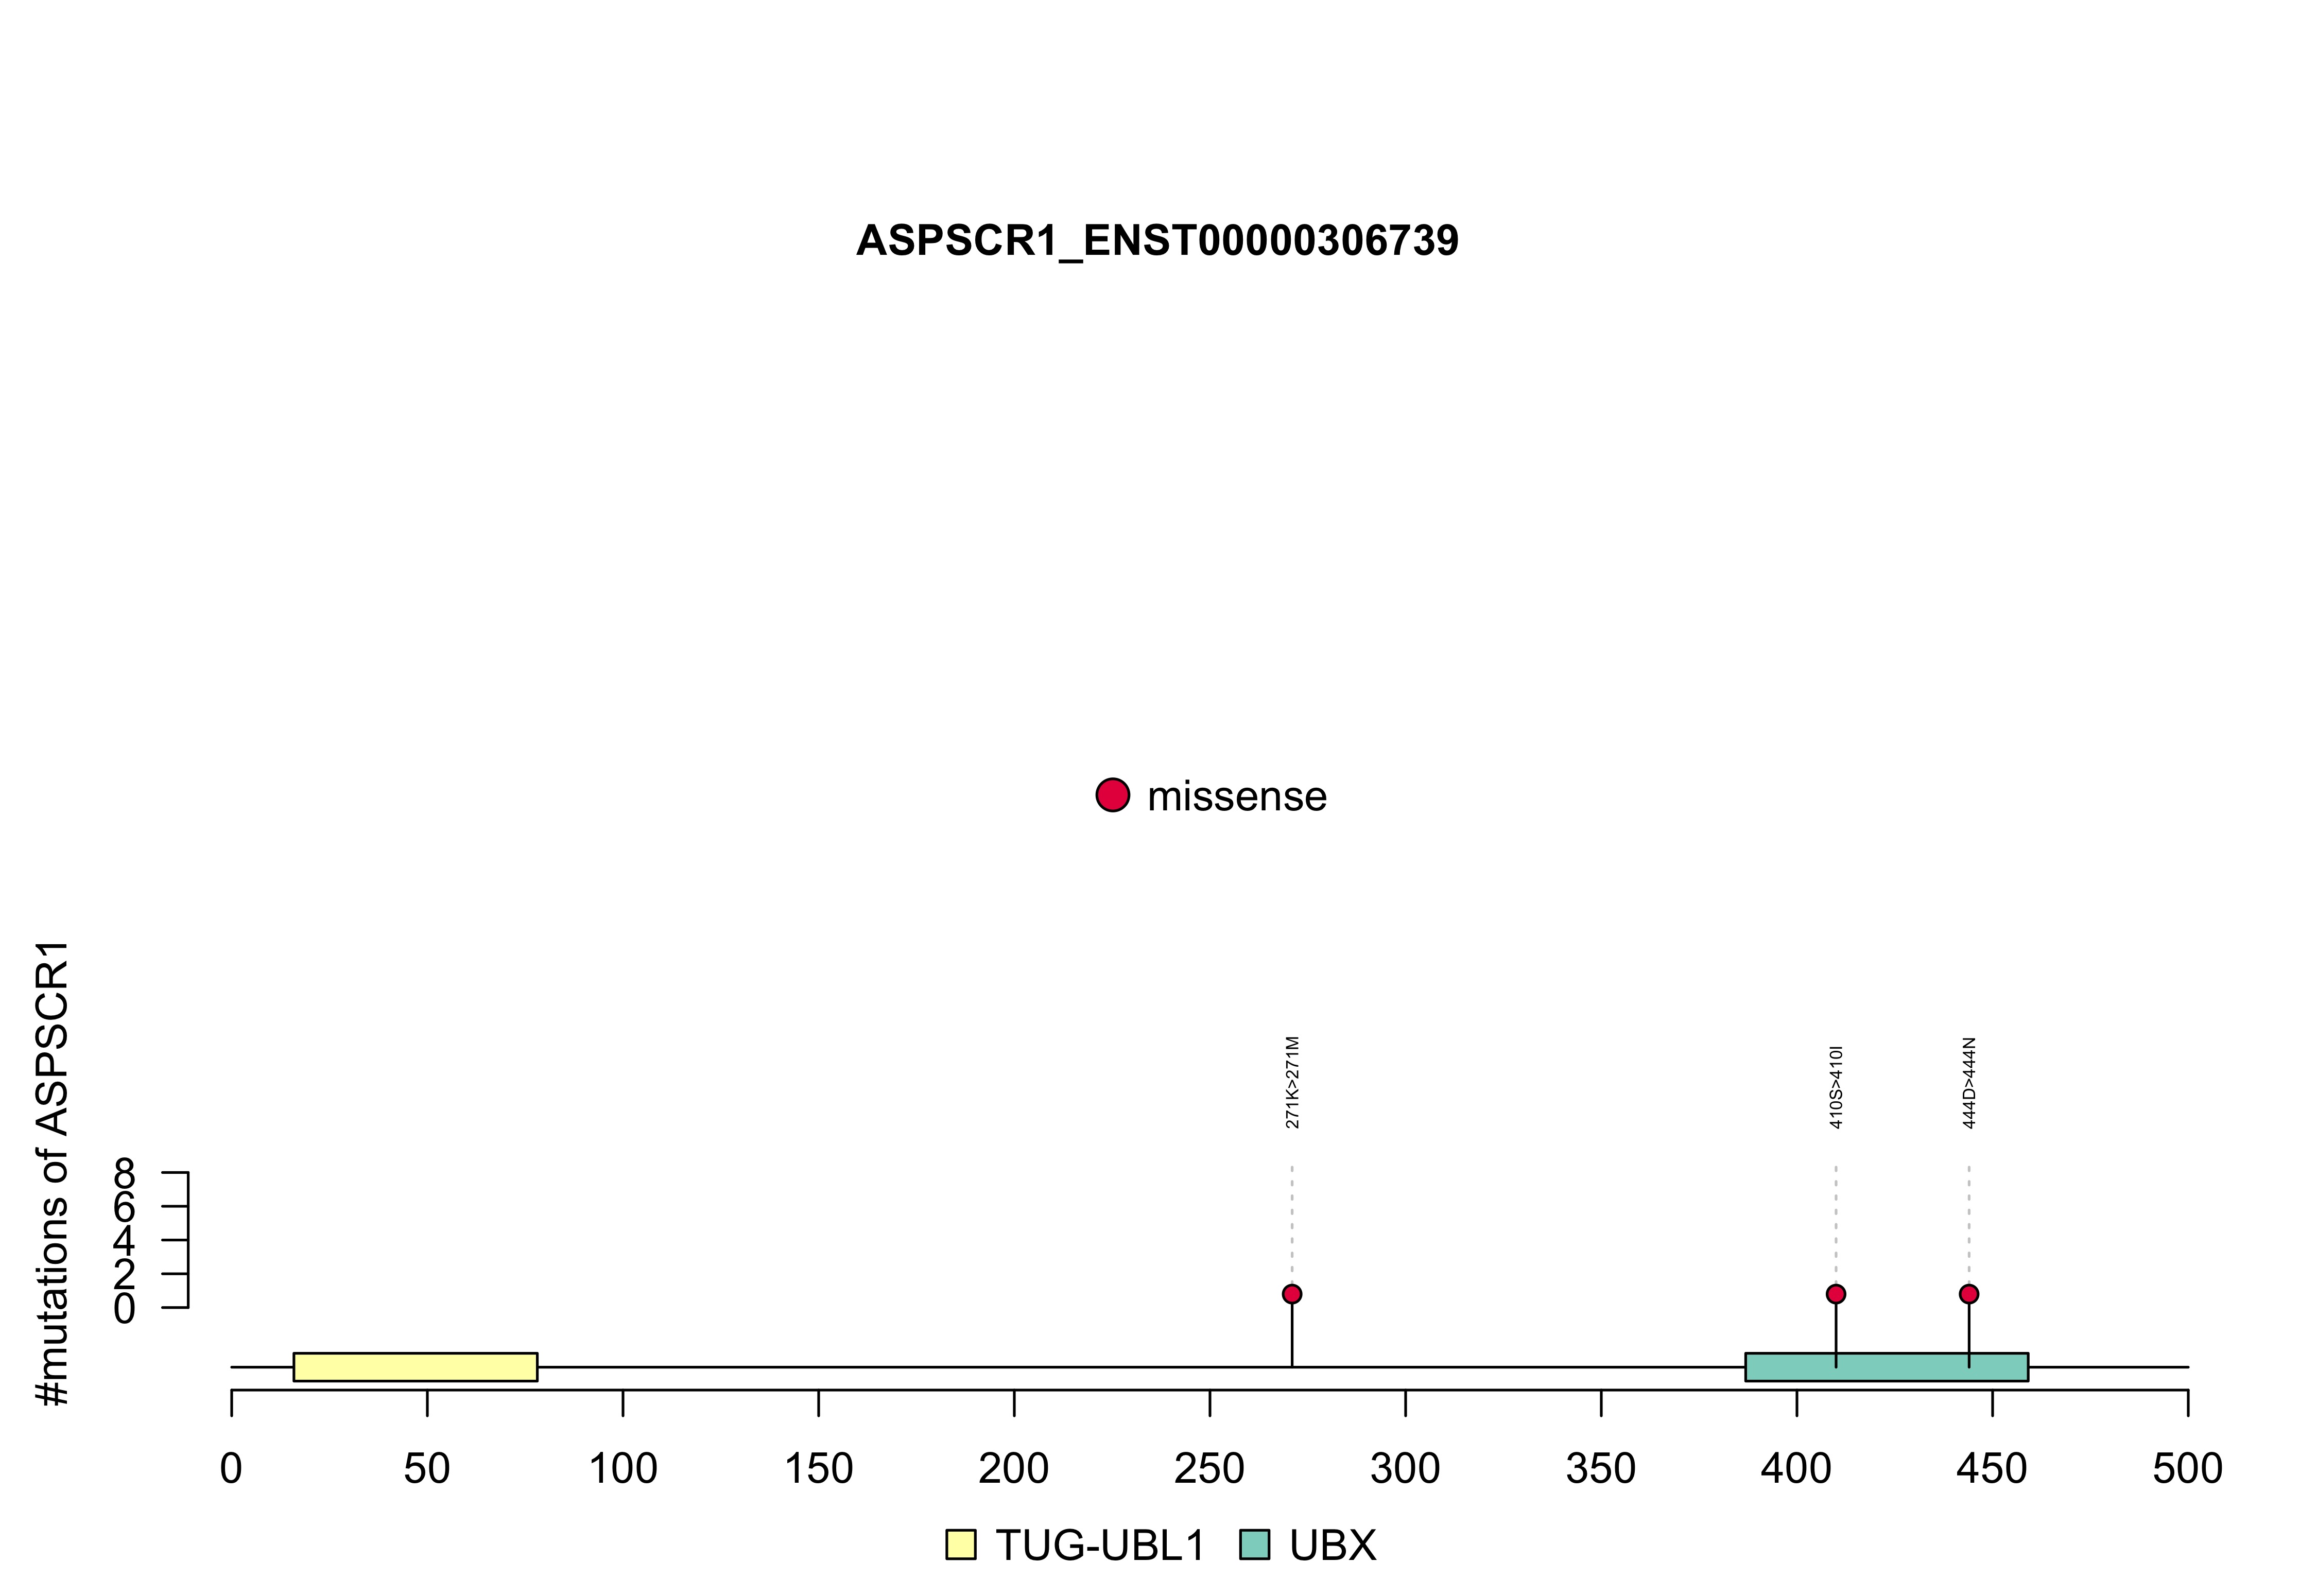 ASPSCR1_ENST00000306739
missense
#mutations of ASPSCR1
271K>271M
410S>410I
444D>444N
8
6
4
2
0
0 50 100 150 200 250 300 350 400 450 500
TUG-UBL1 UBX